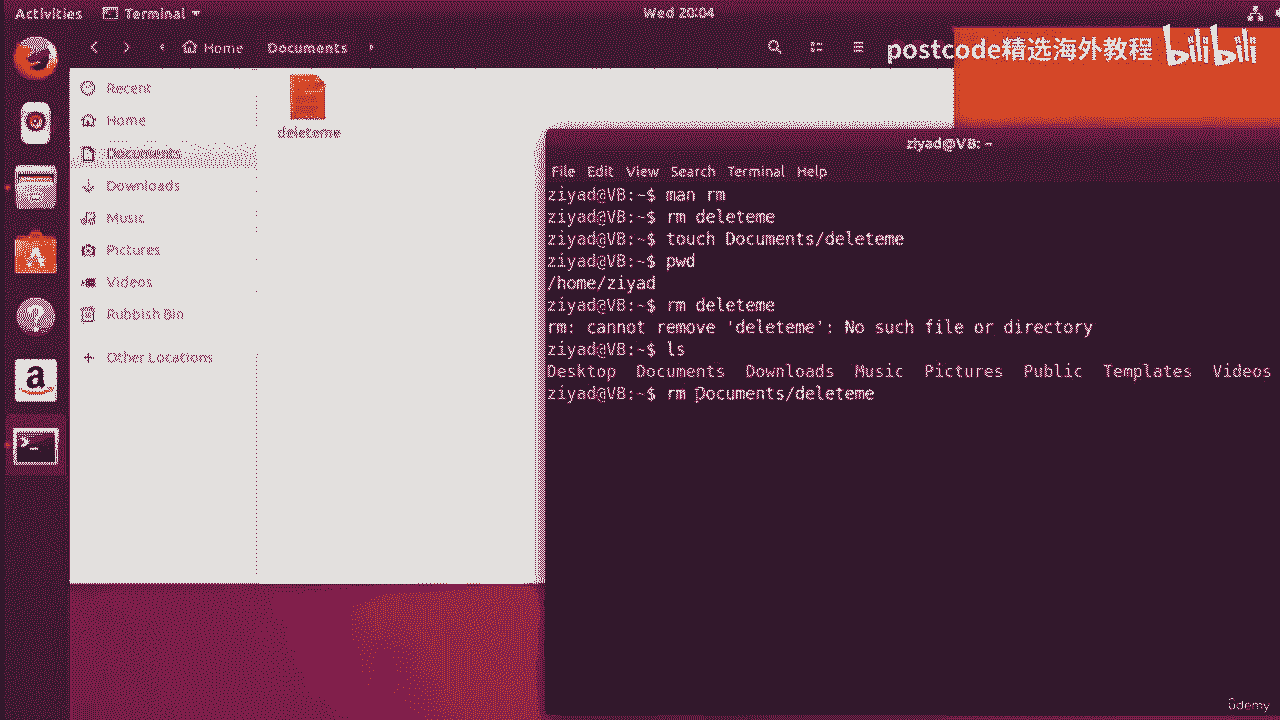 Activities Terminal Wed 20:04
Home Documents
postcode精选海外教程 bilibili
Recent
Home
Documents
Downloads
Music
Pictures
Videos
Rubbish Bin
Other Locations
deleteme
ziyad@VB: ~
File Edit View Search Terminal Help
ziyad@VB:~$ man rm
ziyad@VB:~$ rm deleteme
ziyad@VB:~$ touch Documents/deleteme
ziyad@VB:~$ pwd
/home/ziyad
ziyad@VB:~$ rm deleteme
rm: cannot remove 'deleteme': No such file or directory
ziyad@VB:~$ ls
Desktop Documents Downloads Music Pictures Public Templates Videos
ziyad@VB:~$ rm Documents/deleteme
Udemy